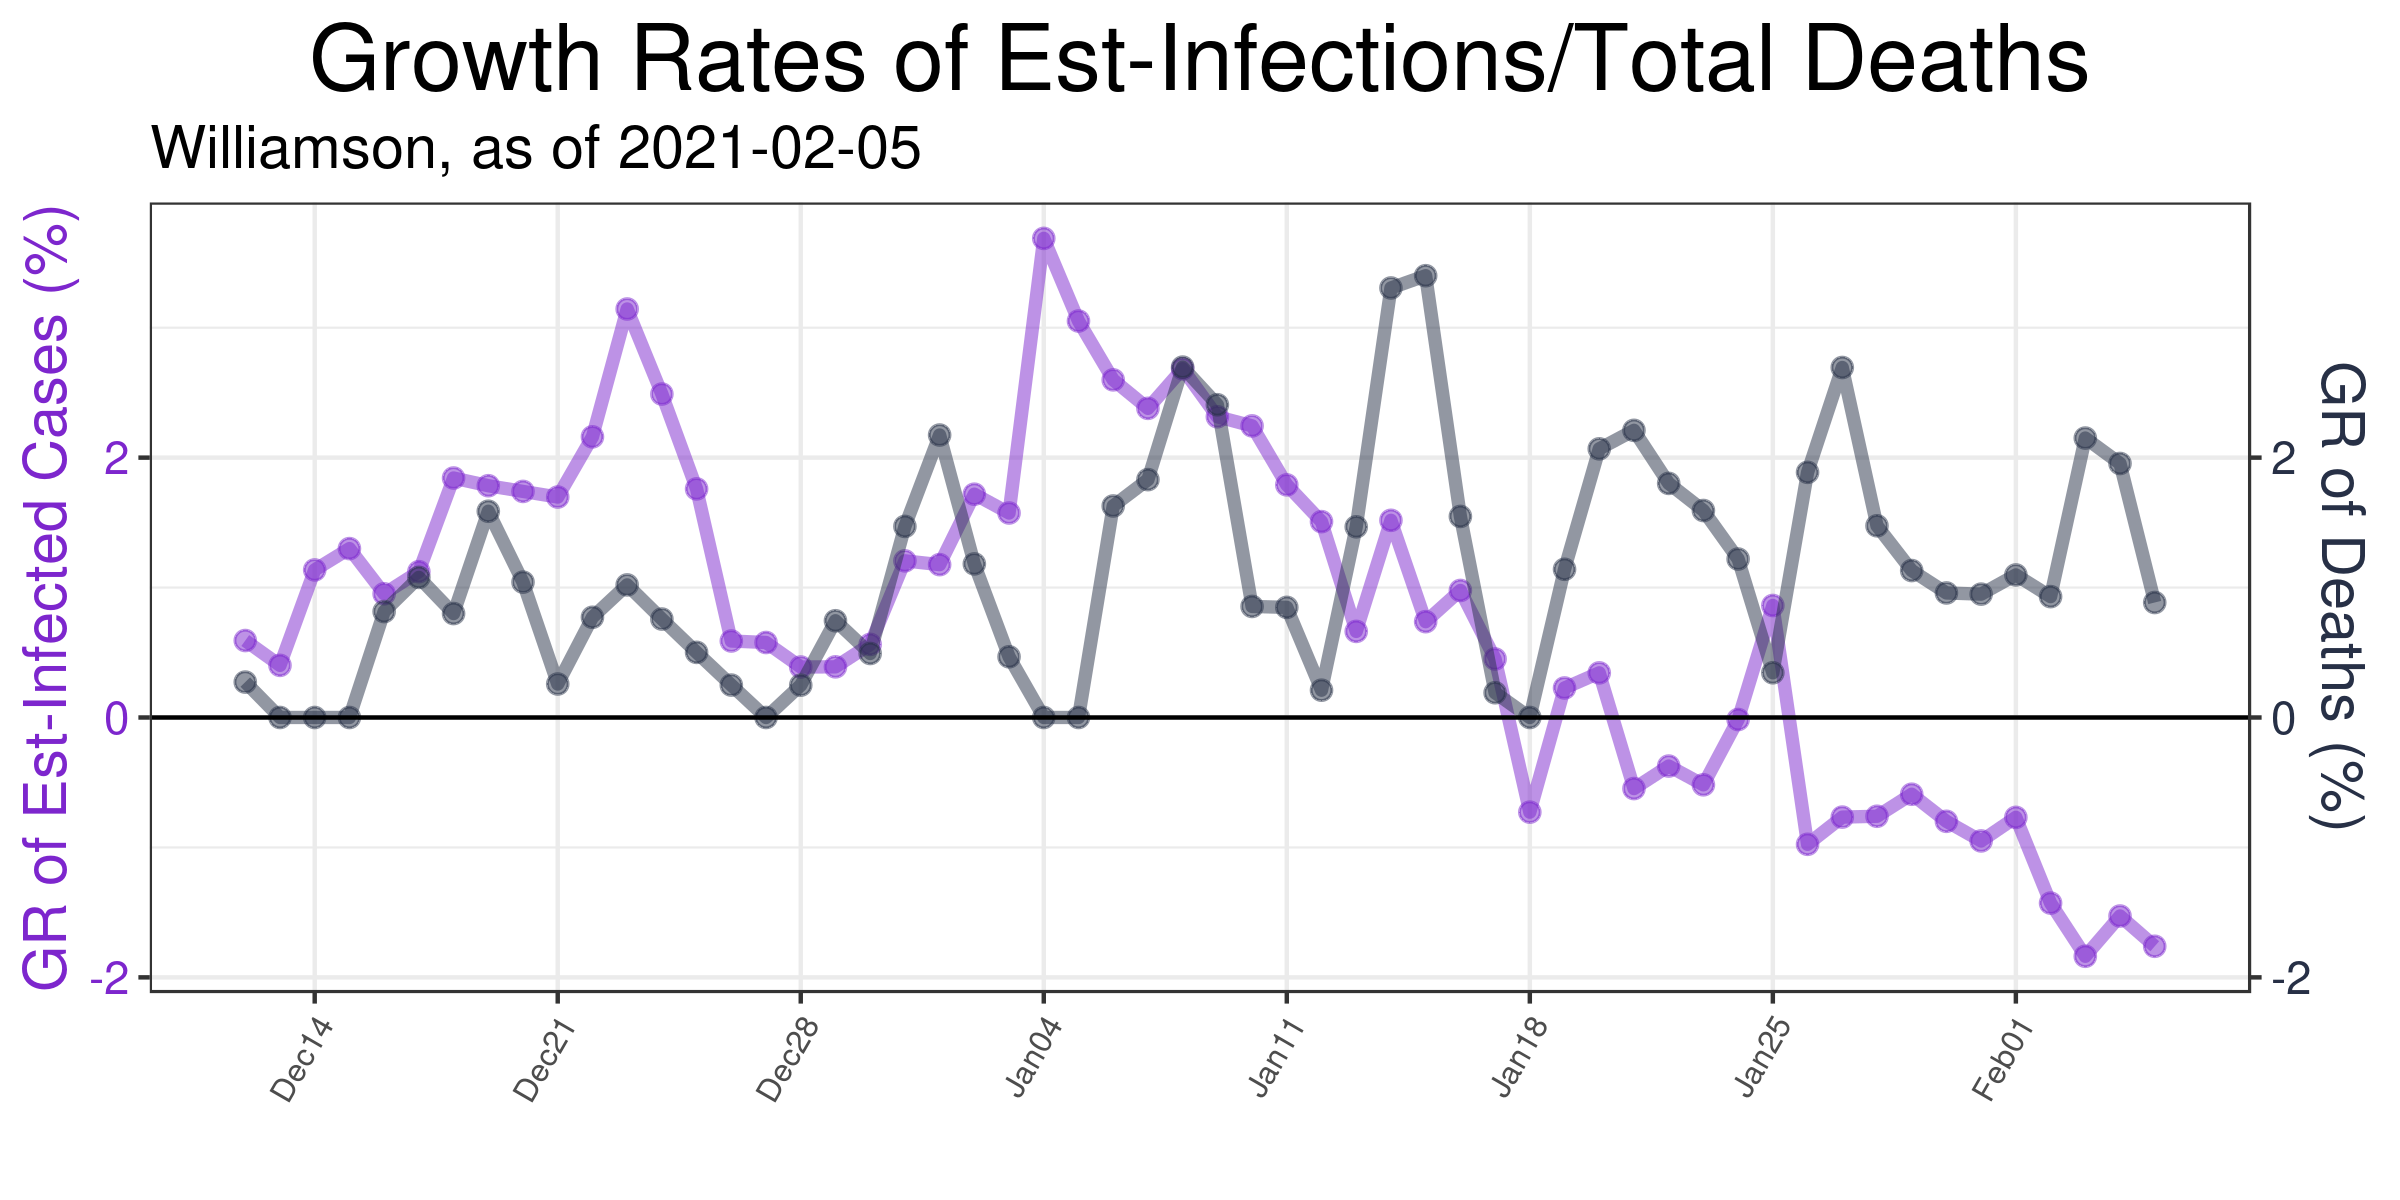 Growth Rates of Est-Infections/Total Deaths
Williamson, as of 2021-02-05
GR of Est-Infected Cases (%)
2
0
-2
2
0
-2
GR of Deaths (%)
Dec14
Dec21
Dec28
Jan04
Jan11
Jan18
Jan25
Feb01